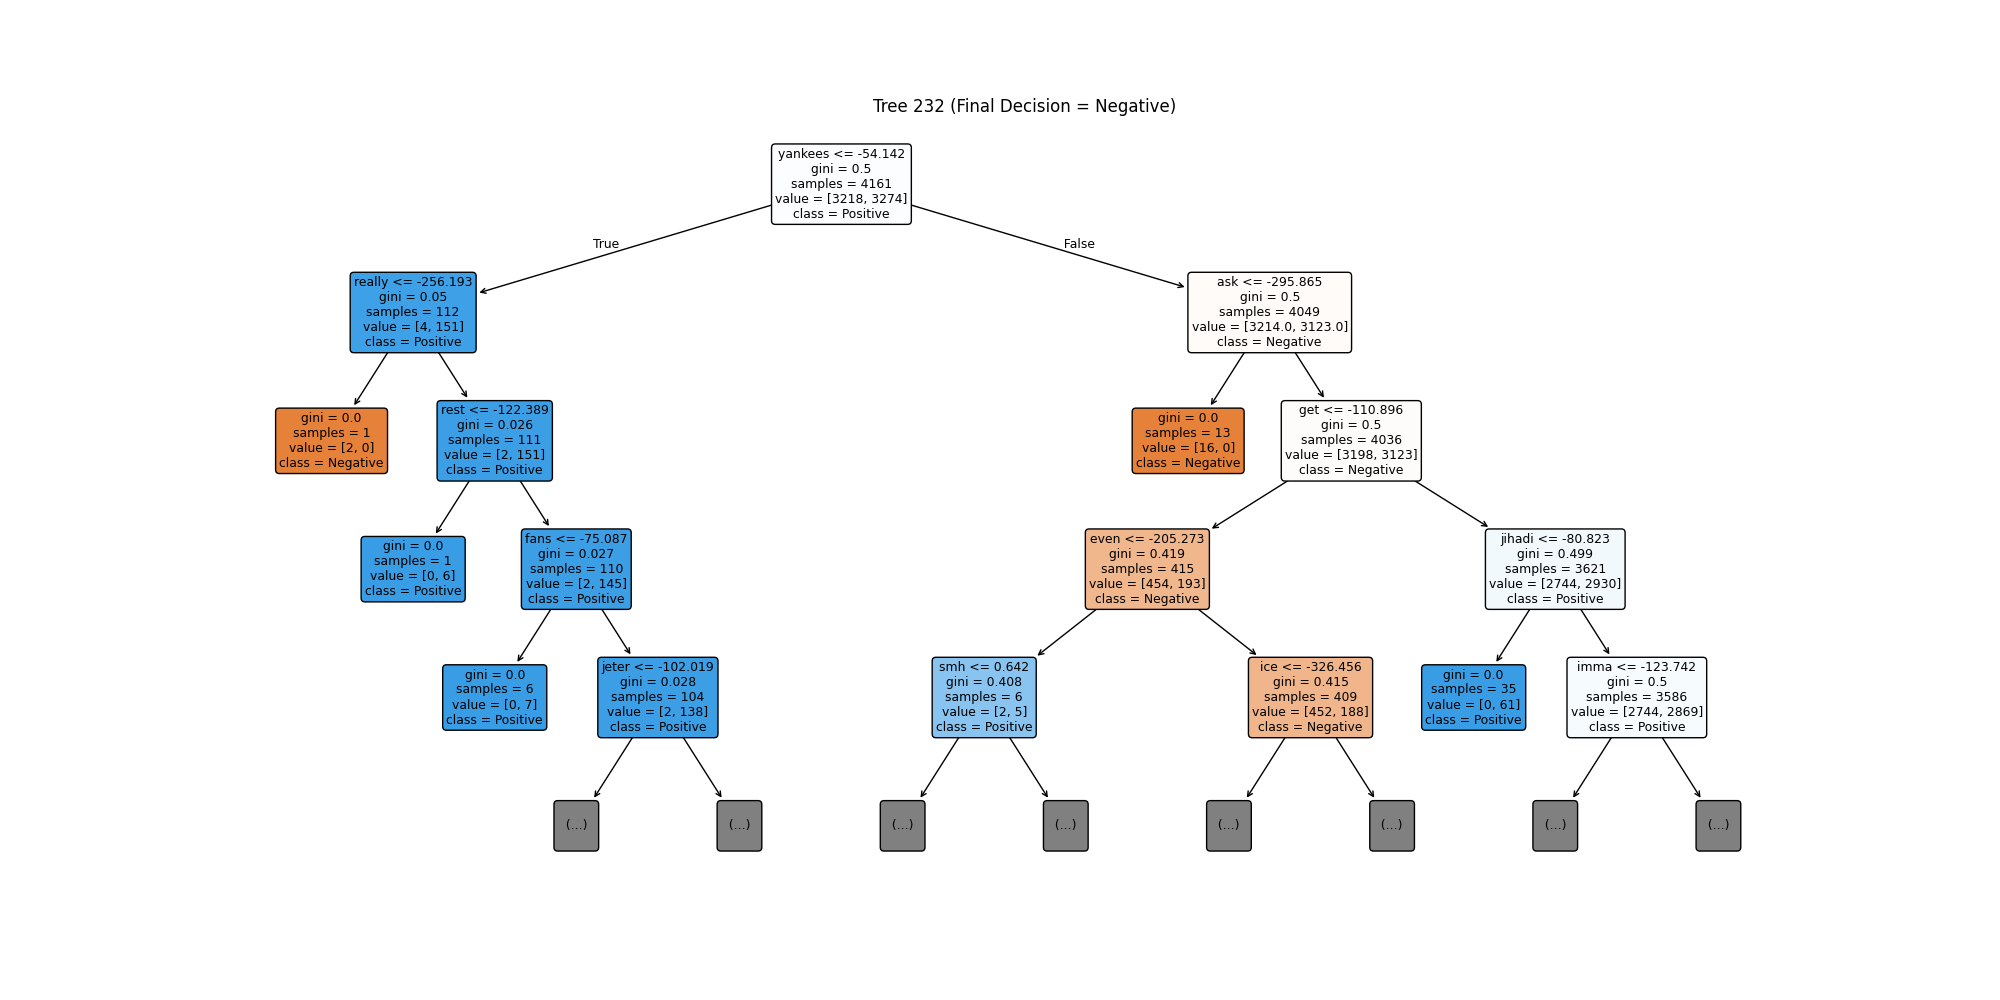 Tree 232 (Final Decision = Negative)
yankees <= -54.142
gini = 0.5
samples = 4161
value = [3218, 3274]
class = Positive
True
False
really <= -256.193
gini = 0.05
samples = 112
value = [4, 151]
class = Positive
ask <= -295.865
gini = 0.5
samples = 4049
value = [3214.0, 3123.0]
class = Negative
gini = 0.0
samples = 1
value = [2, 0]
class = Negative
rest <= -122.389
gini = 0.026
samples = 111
value = [2, 151]
class = Positive
gini = 0.0
samples = 13
value = [16, 0]
class = Negative
get <= -110.896
gini = 0.5
samples = 4036
value = [3198, 3123]
class = Negative
gini = 0.0
samples = 1
value = [0, 6]
class = Positive
fans <= -75.087
gini = 0.027
samples = 110
value = [2, 145]
class = Positive
even <= -205.273
gini = 0.419
samples = 415
value = [454, 193]
class = Negative
jihadi <= -80.823
gini = 0.499
samples = 3621
value = [2744, 2930]
class = Positive
gini = 0.0
samples = 6
value = [0, 7]
class = Positive
jeter <= -102.019
gini = 0.028
samples = 104
value = [2, 138]
class = Positive
smh <= 0.642
gini = 0.408
samples = 6
value = [2, 5]
class = Positive
ice <= -326.456
gini = 0.415
samples = 409
value = [452, 188]
class = Negative
gini = 0.0
samples = 35
value = [0, 61]
class = Positive
imma <= -123.742
gini = 0.5
samples = 3586
value = [2744, 2869]
class = Positive
(...)
(...)
(...)
(...)
(...)
(...)
(...)
(...)